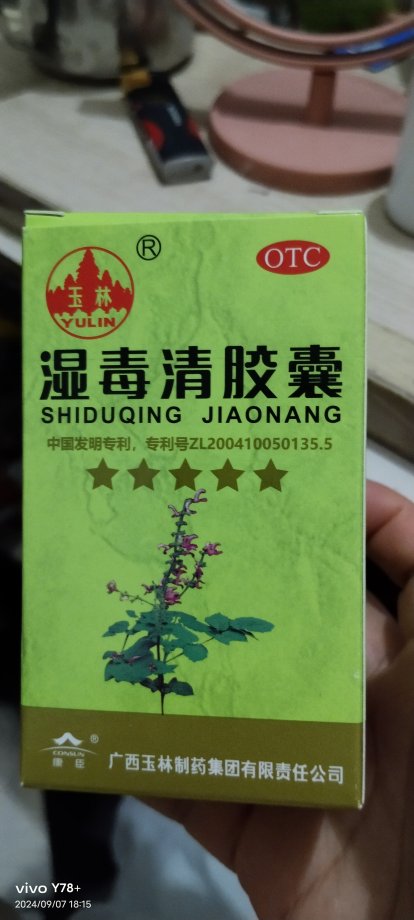 玉林
YULIN
®
OTC
湿毒清胶囊
SHIDUQING JIAONANG
中国发明专利，专利号ZL200410050135.5
CONSUN
康臣
®
广西玉林制药集团有限责任公司
vivo Y78+
2024/09/07 18:15